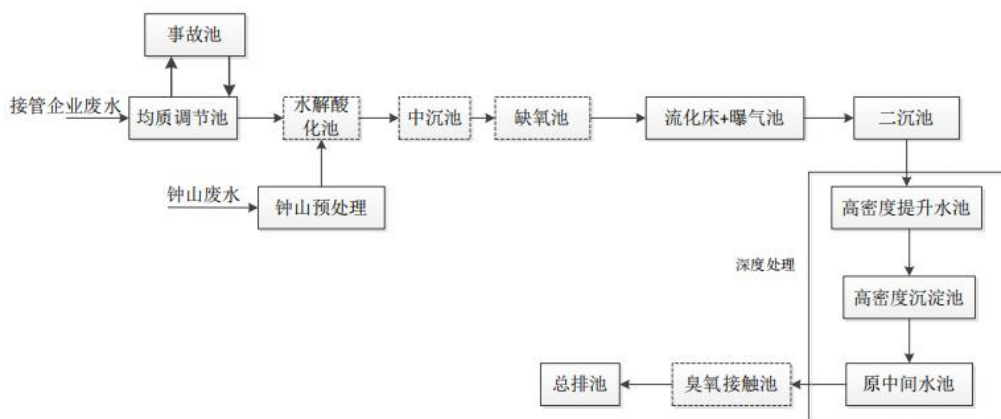 事故池
接管企业废水
均质调节池
水解酸
化池
中沉池
缺氧池
流化床+曝气池
二沉池
钟山废水
钟山预处理
高密度提升水池
深度处理
高密度沉淀池
总排池
臭氧接触池
原中间水池